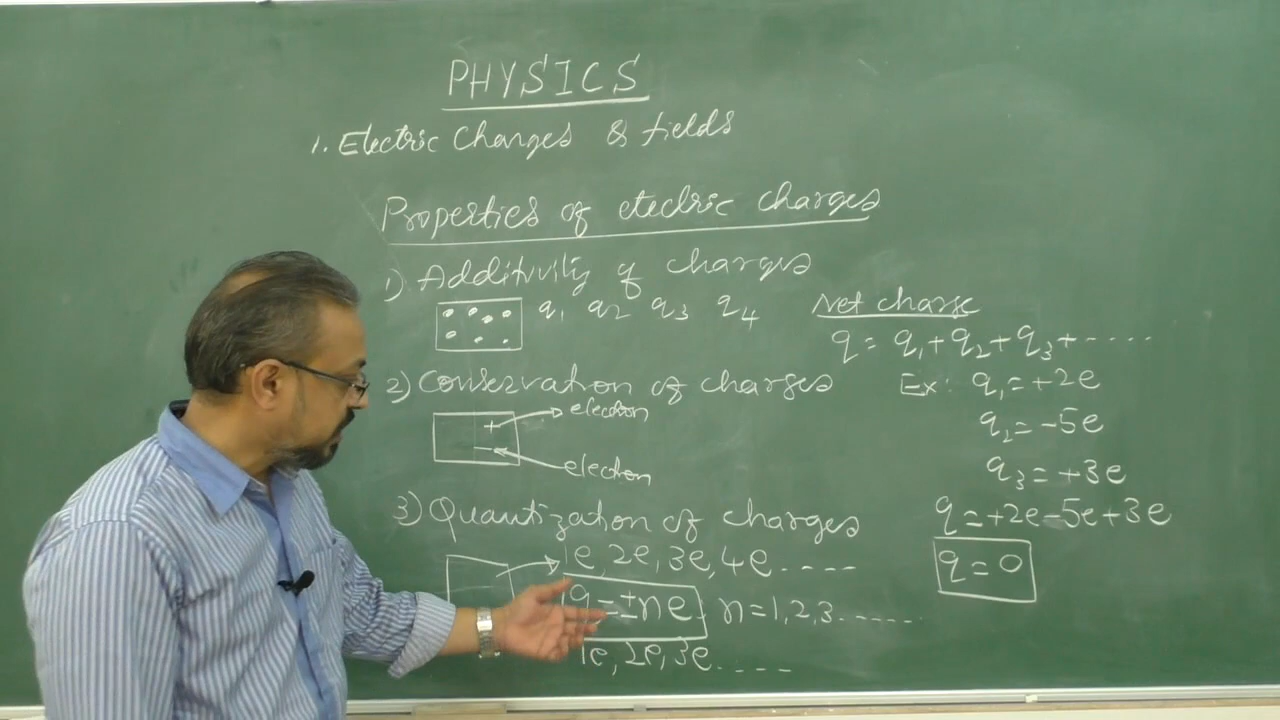 PHYSICS
1. Electric Charges & fields
Properties of electric charges
1) Additivity of charges
q₁ q₂ q₃ q₄
2) Conservation of charges
+ electron
- electron
3) Quantization of charges
1e, 2e, 3e, 4e ----
q=±ne n=1,2,3------
1e, 2e, 3e ----
Net charge
q= q₁+q₂+q₃+----
Ex: q₁=+2e
q₂=-5e
q₃=+3e
q=+2e-5e+3e
q=0